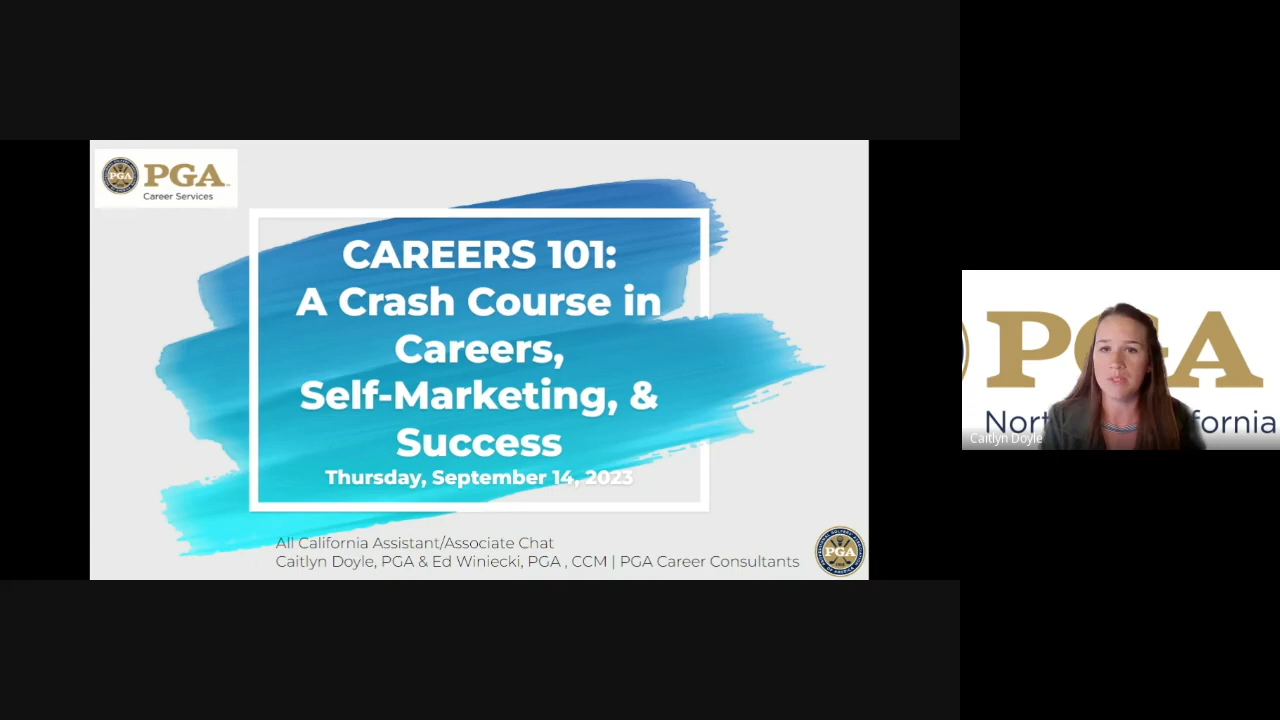 PGA
PGA
Career Services
CAREERS 101:
A Crash Course in
Careers,
Self-Marketing, &
Success
Thursday, September 14, 2023
All California Assistant/Associate Chat
Caitlyn Doyle, PGA & Ed Winiecki, PGA , CCM | PGA Career Consultants
PGA
Caitlyn Doyle